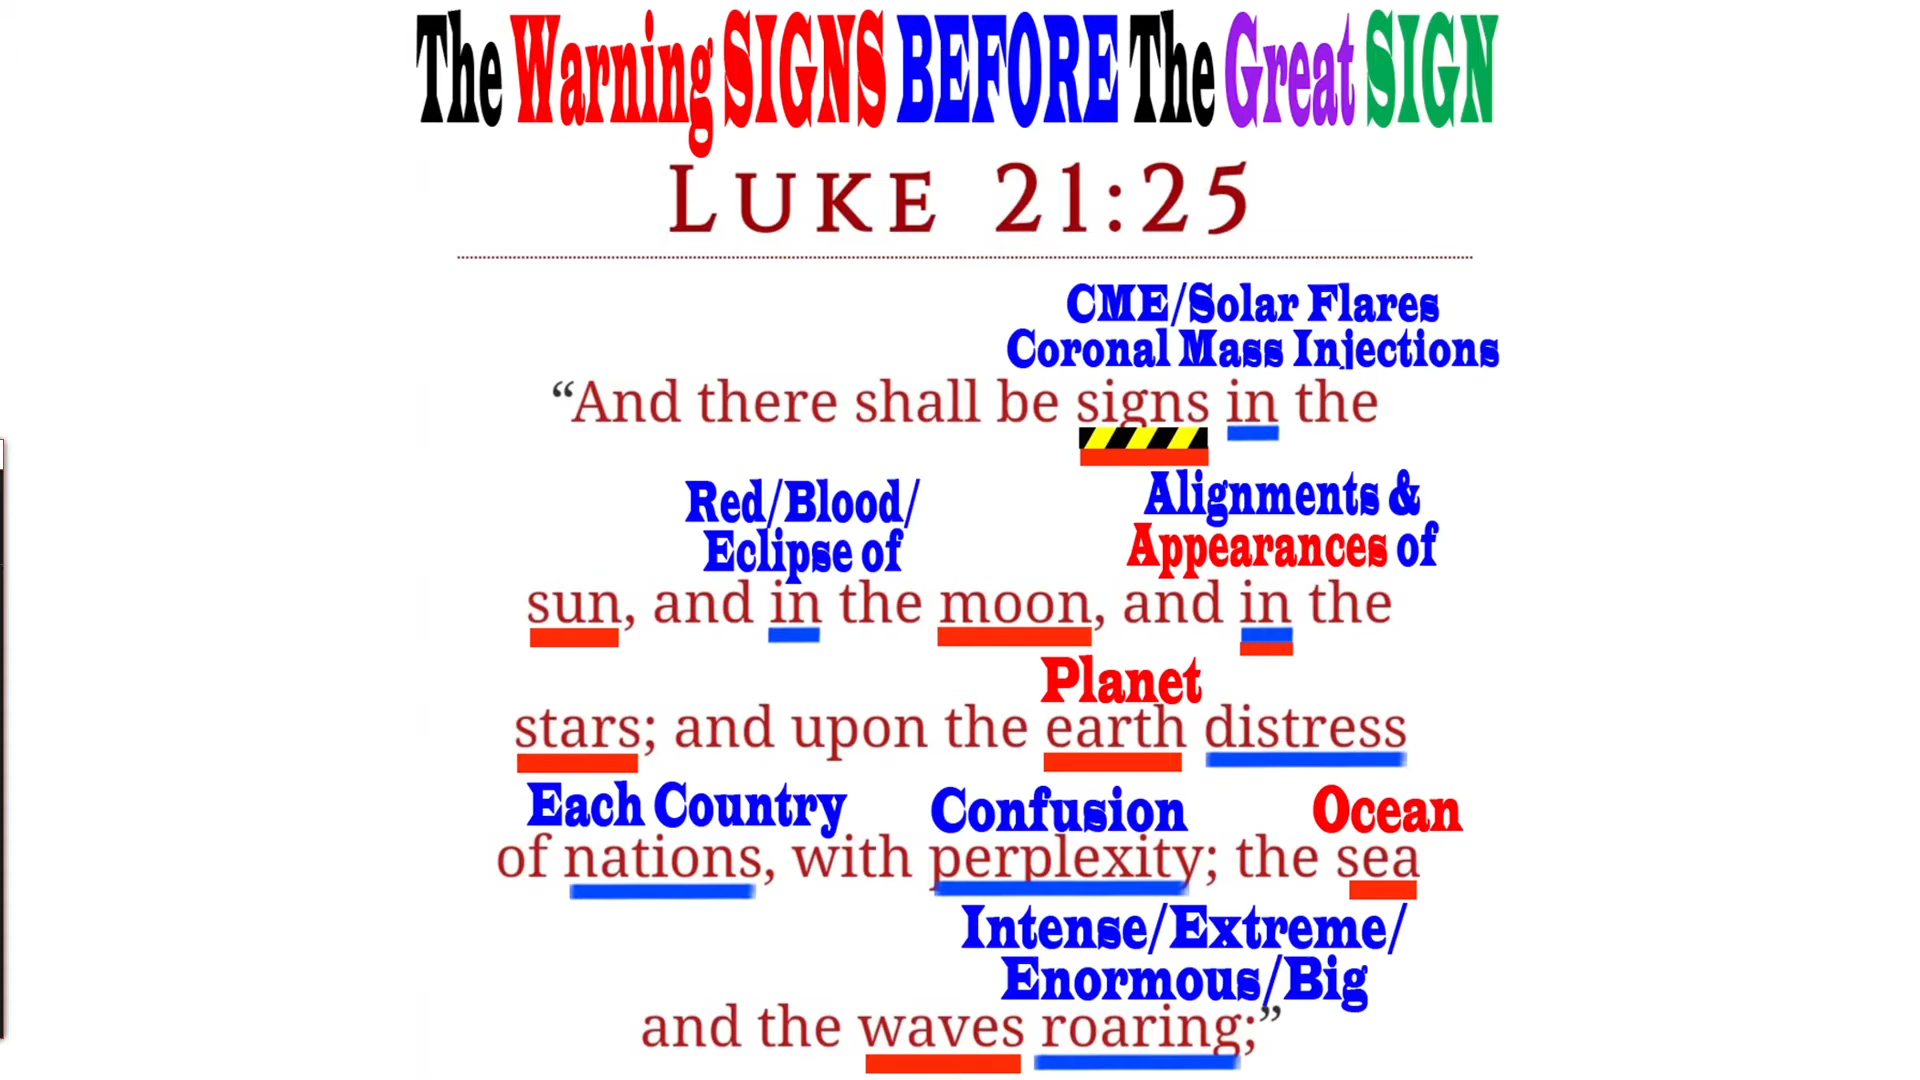 The Warning SIGNS BEFORE The Great SIGN
LUKE 21:25
CME/Solar Flares
Coronal Mass Injections
“And there shall be signs in the
Red/Blood/
Eclipse of
Alignments &
Appearances of
sun, and in the moon, and in the
Planet
stars; and upon the earth distress
Each Country Confusion Ocean
of nations, with perplexity; the sea
Intense/Extreme/
Enormous/Big
and the waves roaring;”